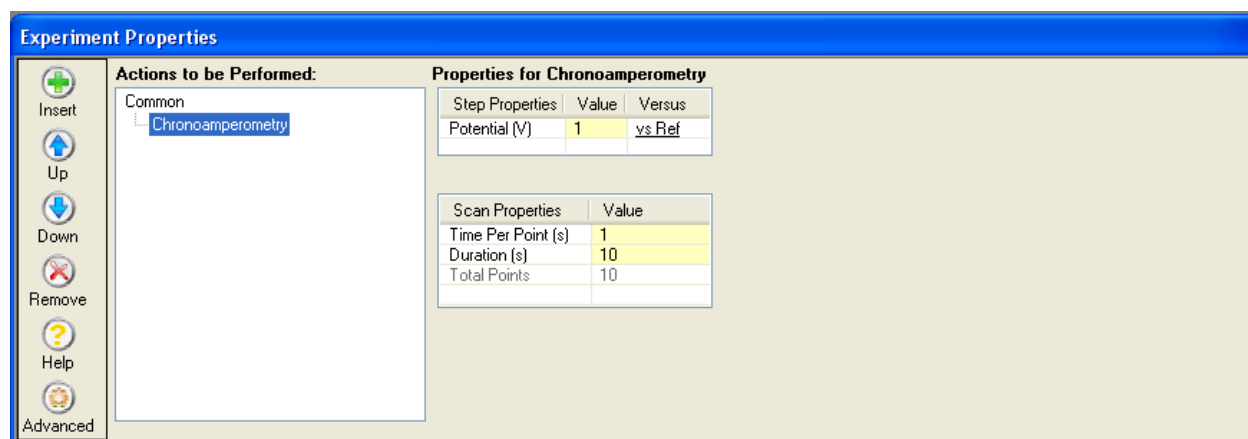 Experiment Properties
Insert
Up
Down
Remove
Help
Advanced
Actions to be Performed:
Common
Chronoamperometry
Properties for Chronoamperometry
Step Properties Value Versus
Potential (V) 1 vs Ref
Scan Properties Value
Time Per Point (s) 1
Duration (s) 10
Total Points 10